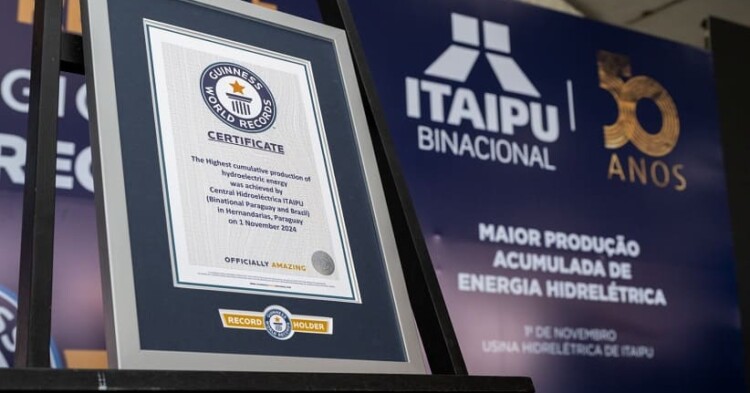 GUINNESS
WORLD RECORDS
CERTIFICATE
The Highest cumulative production of
hydroelectric energy
was achieved by
Central Hidroeléctrica ITAIPU
(Binational Paraguay and Brazil)
in Hernandarias, Paraguay
on 1 November 2024
OFFICIALLY AMAZING
RECORD HOLDER
ITAIPU
BINACIONAL
50
ANOS
MAIOR PRODUÇÃO
ACUMULADA DE
ENERGIA HIDRELÉTRICA
1º DE NOVEMBRO
USINA HIDRELÉTRICA DE ITAIPU